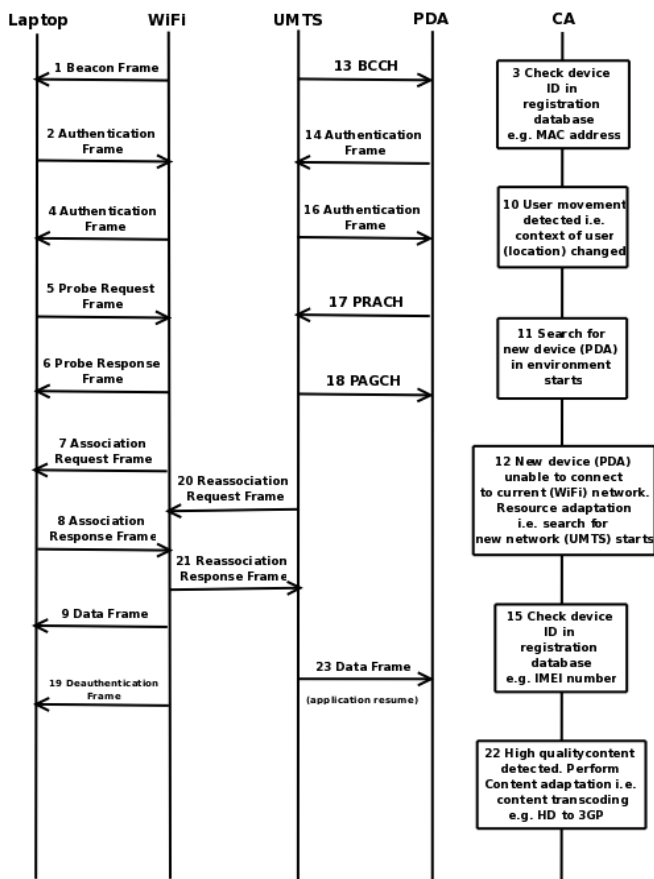 Laptop
WiFi
UMTS
PDA
CA
1 Beacon Frame
2 Authentication
Frame
4 Authentication
Frame
5 Probe Request
Frame
6 Probe Response
Frame
7 Association
Request Frame
8 Association
Response Frame
9 Data Frame
19 Deauthentication
Frame
20 Reassociation
Request Frame
21 Reassociation
Response Frame
13 BCCH
14 Authentication
Frame
16 Authentication
Frame
17 PRACH
18 PAGCH
23 Data Frame
(application resume)
3 Check device
ID in
registration
database
e.g. MAC address
10 User movement
detected i.e.
context of user
(location) changed
11 Search for
new device (PDA)
in environment
starts
12 New device (PDA)
unable to connect
to current (WiFi) network.
Resource adaptation
i.e. search for
new network (UMTS) starts
15 Check device
ID in
registration
database
e.g. IMEI number
22 High qualitycontent
detected. Perform
Content adaptation i.e.
content transcoding
e.g. HD to 3GP